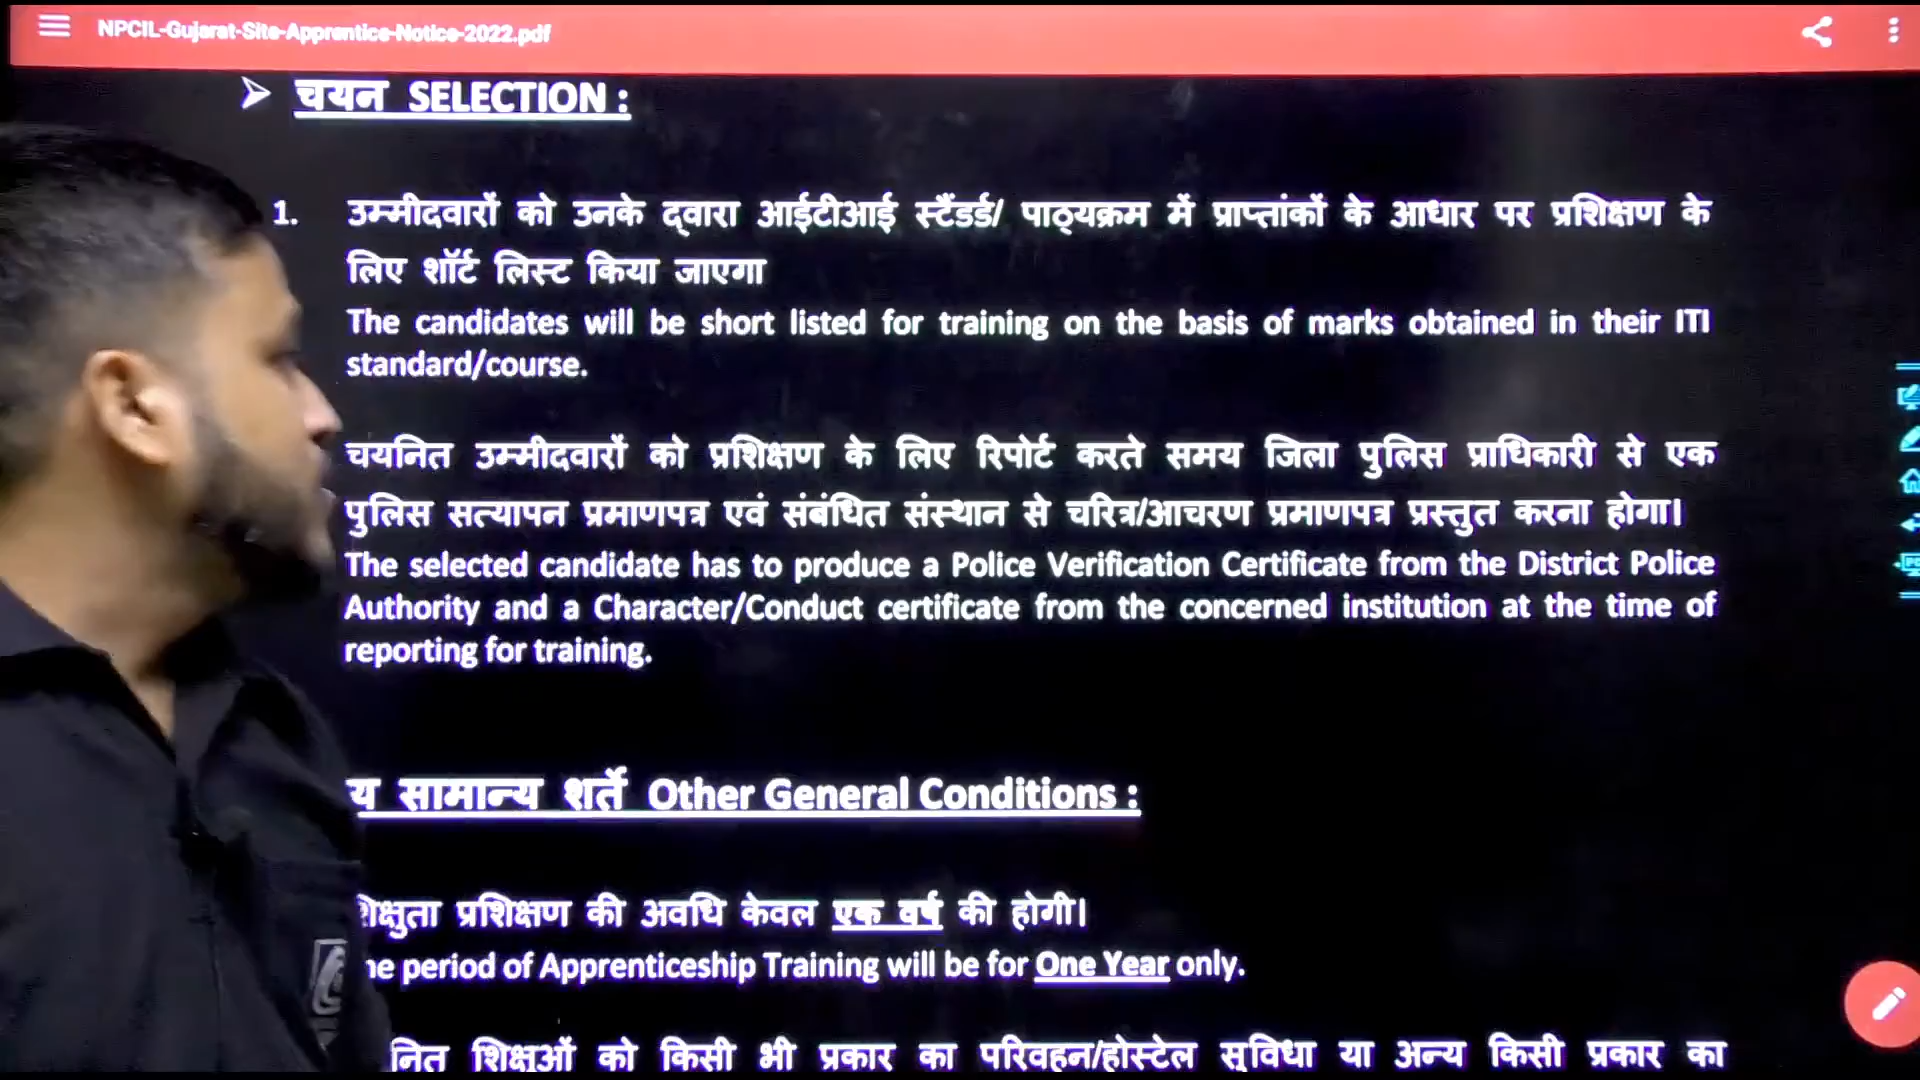 NPCIL-Gujarat-Site-Apprentice-Notice-2022.pdf
चयन SELECTION :
1. उम्मीदवारों को उनके द्वारा आईटीआई स्टैंडर्ड/ पाठ्यक्रम में प्राप्तांकों के आधार पर प्रशिक्षण के
लिए शॉर्ट लिस्ट किया जाएगा
The candidates will be short listed for training on the basis of marks obtained in their ITI
standard/course.
चयनित उम्मीदवारों को प्रशिक्षण के लिए रिपोर्ट करते समय जिला पुलिस प्राधिकारी से एक
पुलिस सत्यापन प्रमाणपत्र एवं संबंधित संस्थान से चरित्र/आचरण प्रमाणपत्र प्रस्तुत करना होगा।
The selected candidate has to produce a Police Verification Certificate from the District Police
Authority and a Character/Conduct certificate from the concerned institution at the time of
reporting for training.
य सामान्य शर्ते Other General Conditions :
शिक्षुता प्रशिक्षण की अवधि केवल एक वर्ष की होगी।
he period of Apprenticeship Training will be for One Year only.
नित शिक्षुओं को किसी भी प्रकार का परिवहन/होस्टेल सुविधा या अन्य किसी प्रकार का